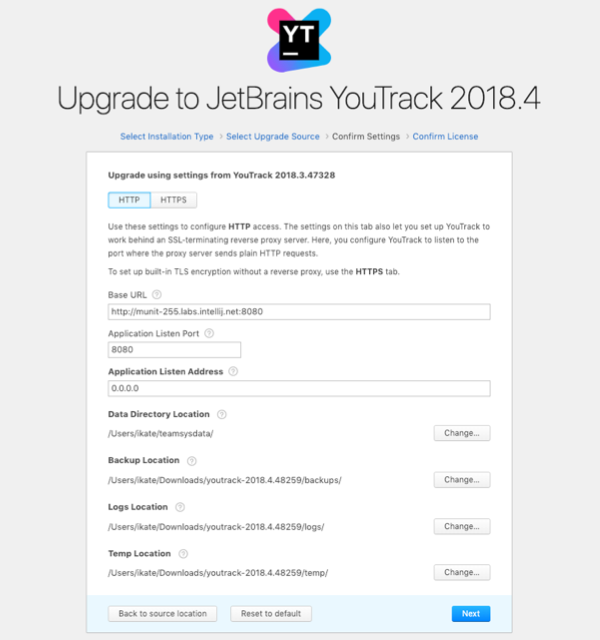 YT
Upgrade to JetBrains YouTrack 2018.4
Select Installation Type > Select Upgrade Source > Confirm Settings > Confirm License
Upgrade using settings from YouTrack 2018.3.47328
HTTP HTTPS
Use these settings to configure HTTP access. The settings on this tab also let you set up YouTrack to
work behind an SSL-terminating reverse proxy server. Here, you configure YouTrack to listen to the
port where the proxy server sends plain HTTP requests.
To set up built-in TLS encryption without a reverse proxy, use the HTTPS tab.
Base URL ?
http://munit-255.labs.intellij.net:8080
Application Listen Port ?
8080
Application Listen Address ?
0.0.0.0
Data Directory Location ?
/Users/ikate/teamsysdata/ Change...
Backup Location ?
/Users/ikate/Downloads/youtrack-2018.4.48259/backups/ Change...
Logs Location ?
/Users/ikate/Downloads/youtrack-2018.4.48259/logs/ Change...
Temp Location ?
/Users/ikate/Downloads/youtrack-2018.4.48259/temp/ Change...
Back to source location Reset to default Next